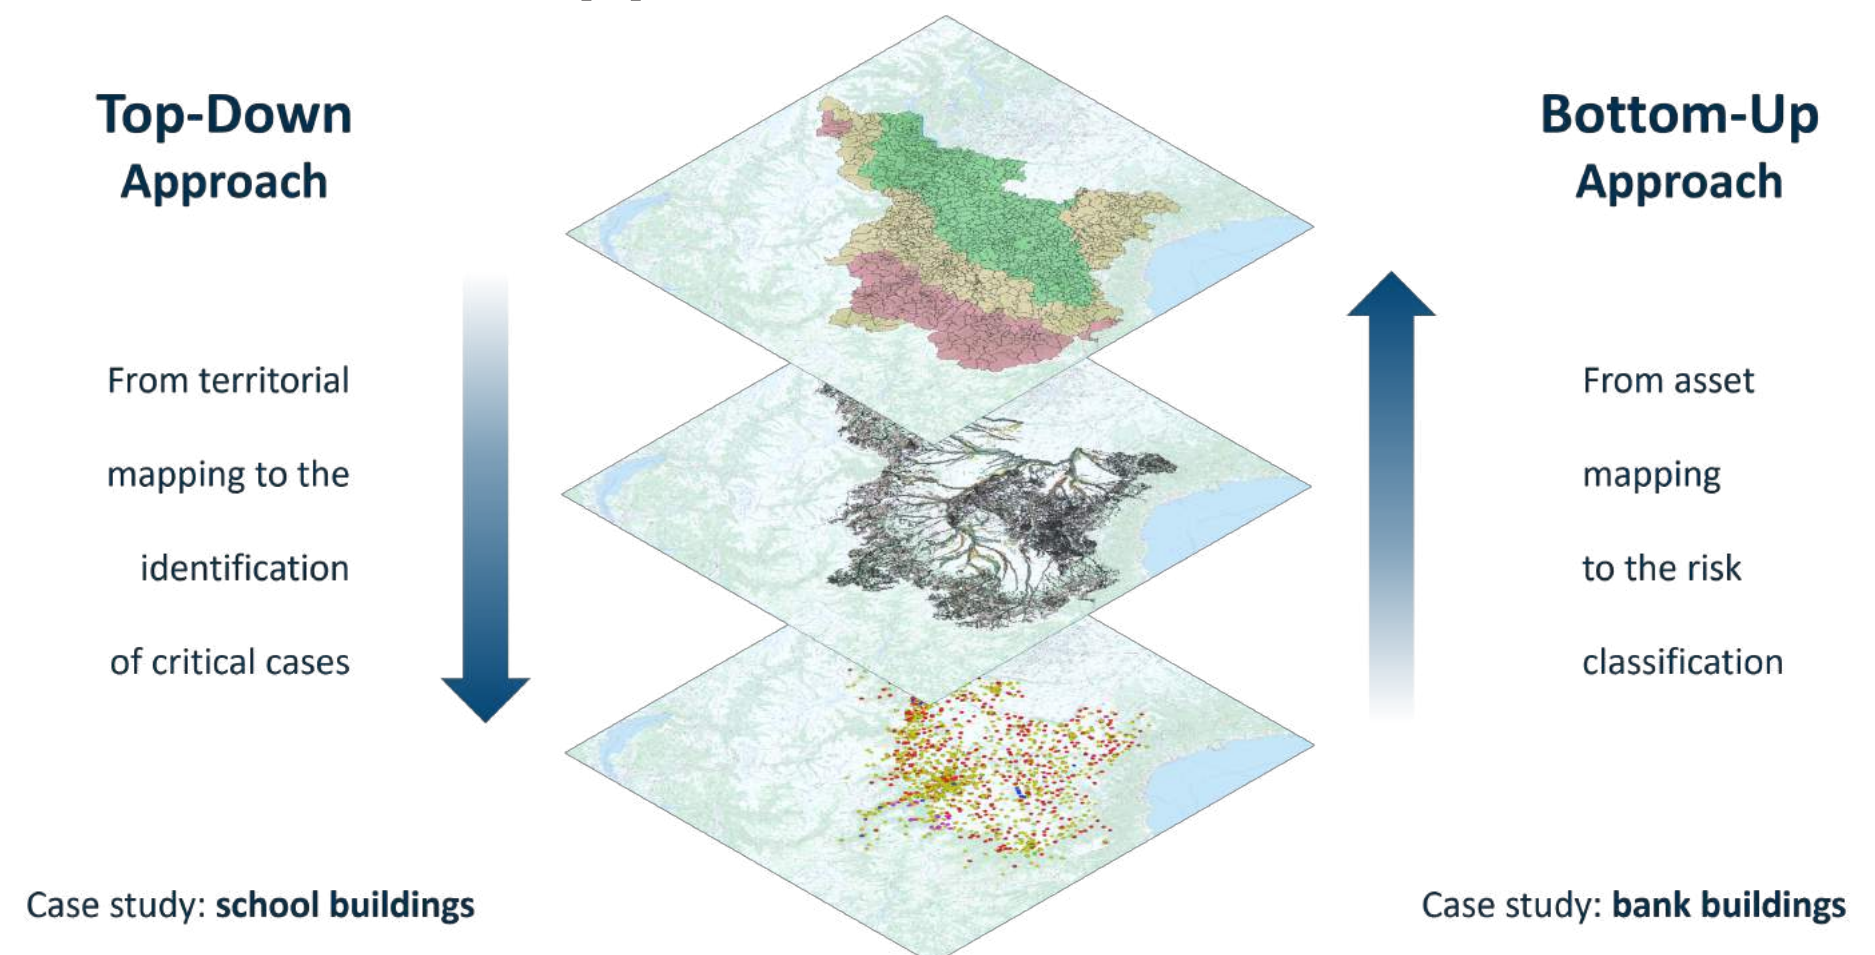 Top-Down
Approach
From territorial
mapping to the
identification
of critical cases
Case study: school buildings
Bottom-Up
Approach
From asset
mapping
to the risk
classification
Case study: bank buildings